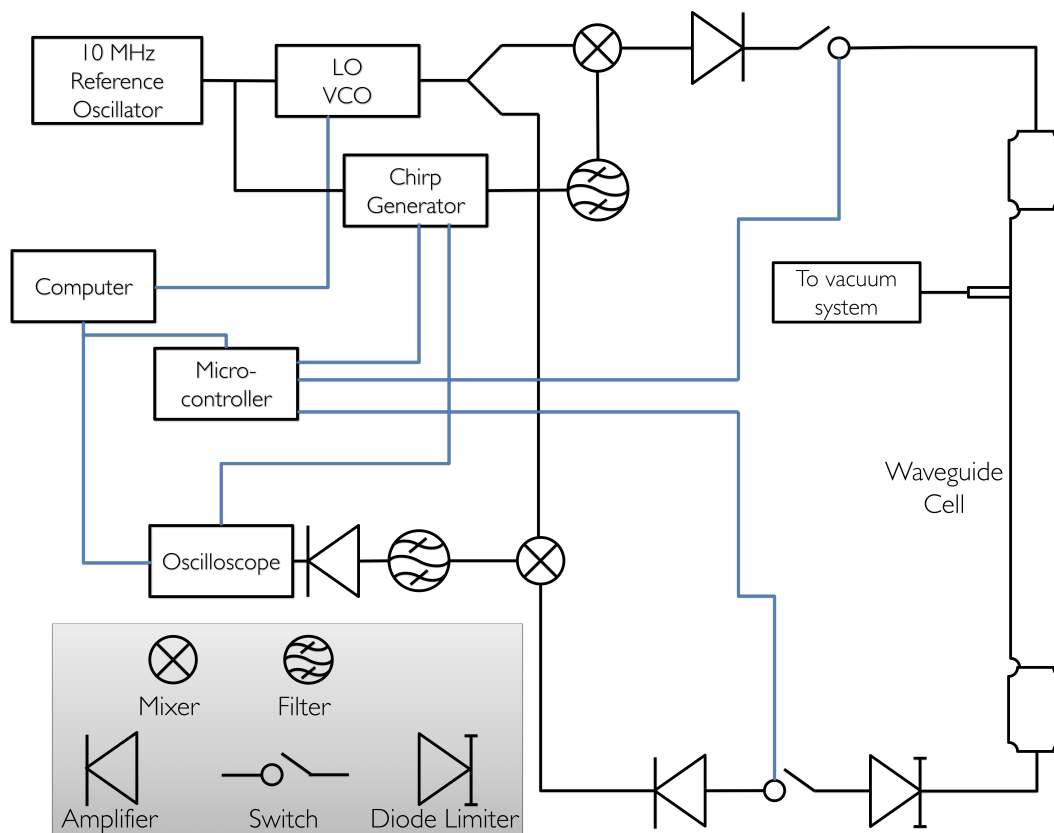 10 MHz
Reference
Oscillator
LO
VCO
Chirp
Generator
Computer
To vacuum
system
Micro-
controller
Waveguide
Cell
Oscilloscope
Mixer
Filter
Amplifier
Switch
Diode Limiter